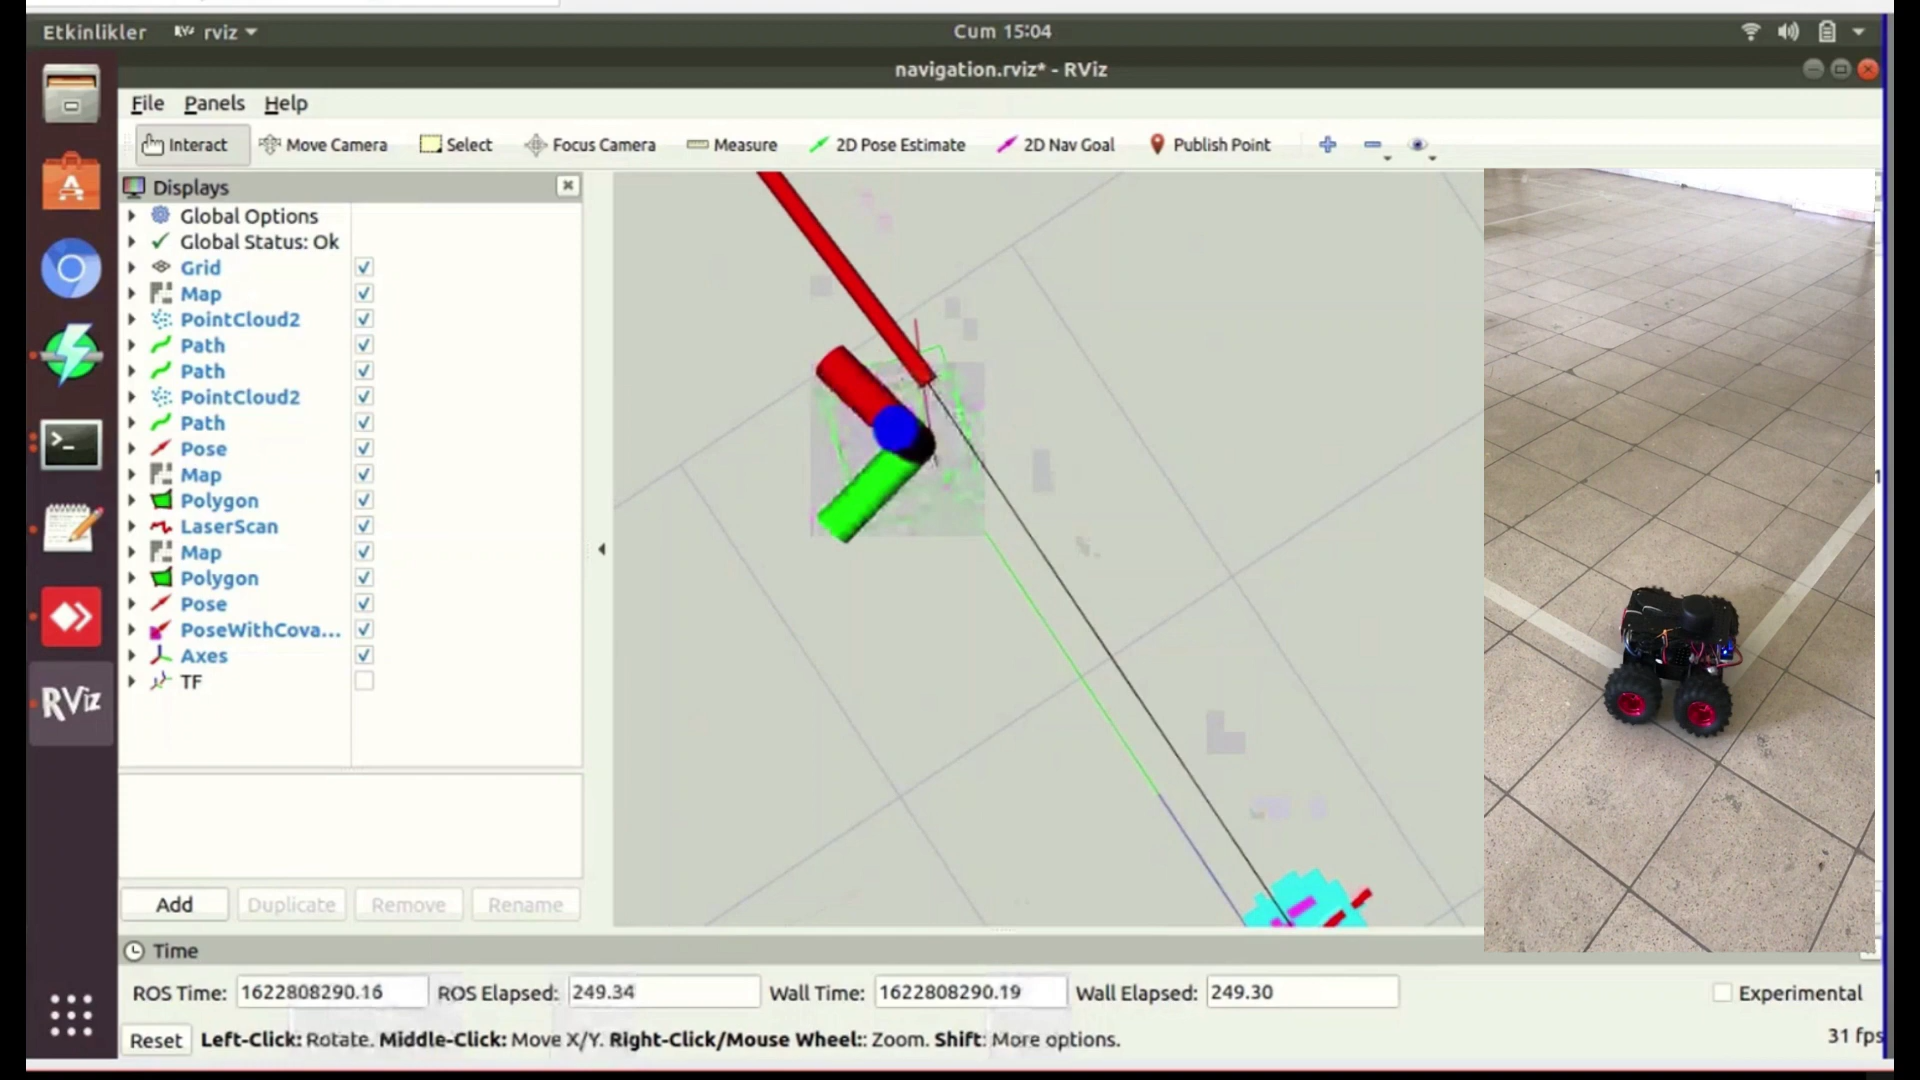 Etkinlikler RViz rviz Cum 15:04
navigation.rviz* - RViz
File Panels Help
Interact Move Camera Select Focus Camera Measure 2D Pose Estimate 2D Nav Goal Publish Point
Displays
Global Options
Global Status: Ok
Grid
Map
PointCloud2
Path
Path
PointCloud2
Path
Pose
Map
Polygon
LaserScan
Map
Polygon
Pose
PoseWithCova...
Axes
TF
RViz
Add Duplicate Remove Rename
Time
ROS Time: 1622808290.16 ROS Elapsed: 249.34 Wall Time: 1622808290.19 Wall Elapsed: 249.30 Experimental
Reset Left-Click: Rotate. Middle-Click: Move X/Y. Right-Click/Mouse Wheel:: Zoom. Shift: More options. 31 fps